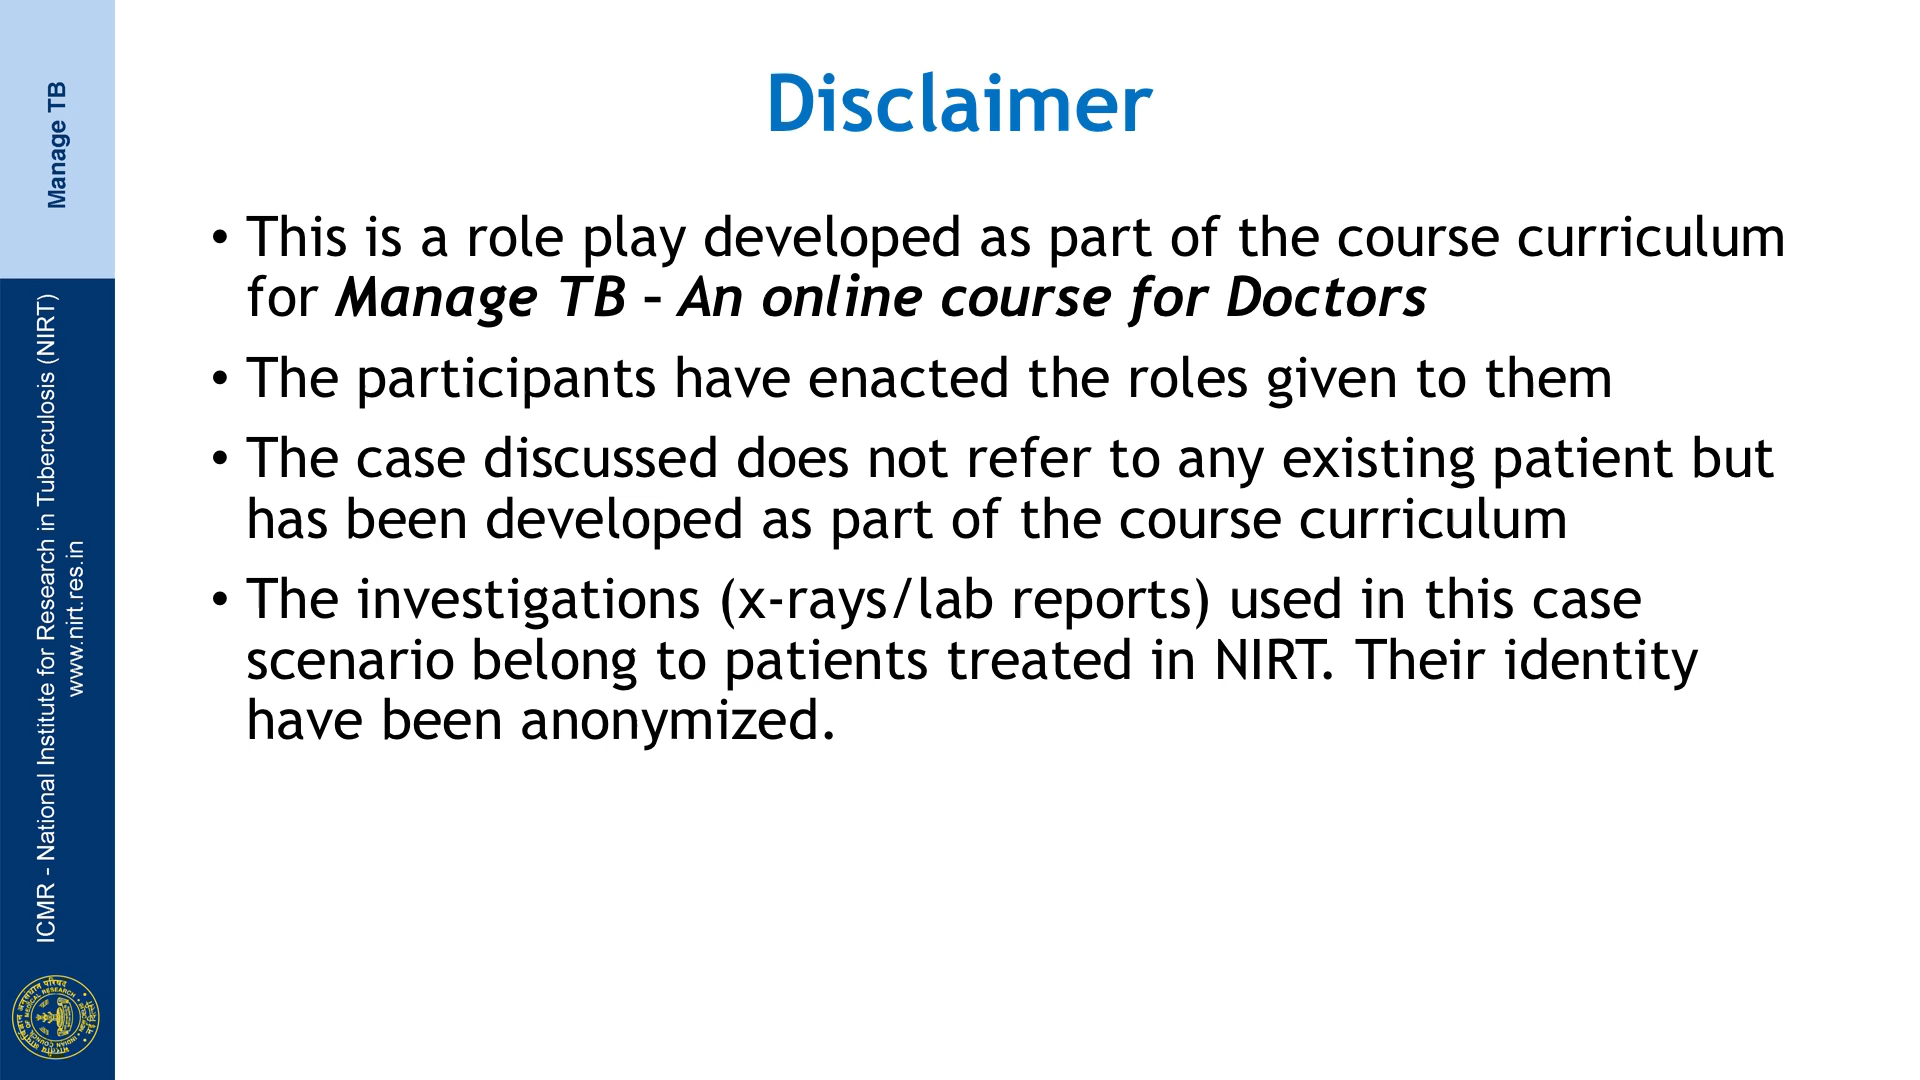 Manage TB
ICMR - National Institute for Research in Tuberculosis (NIRT)
www.nirt.res.in
Disclaimer
• This is a role play developed as part of the course curriculum
for Manage TB – An online course for Doctors
• The participants have enacted the roles given to them
• The case discussed does not refer to any existing patient but
has been developed as part of the course curriculum
• The investigations (x-rays/lab reports) used in this case
scenario belong to patients treated in NIRT. Their identity
have been anonymized.